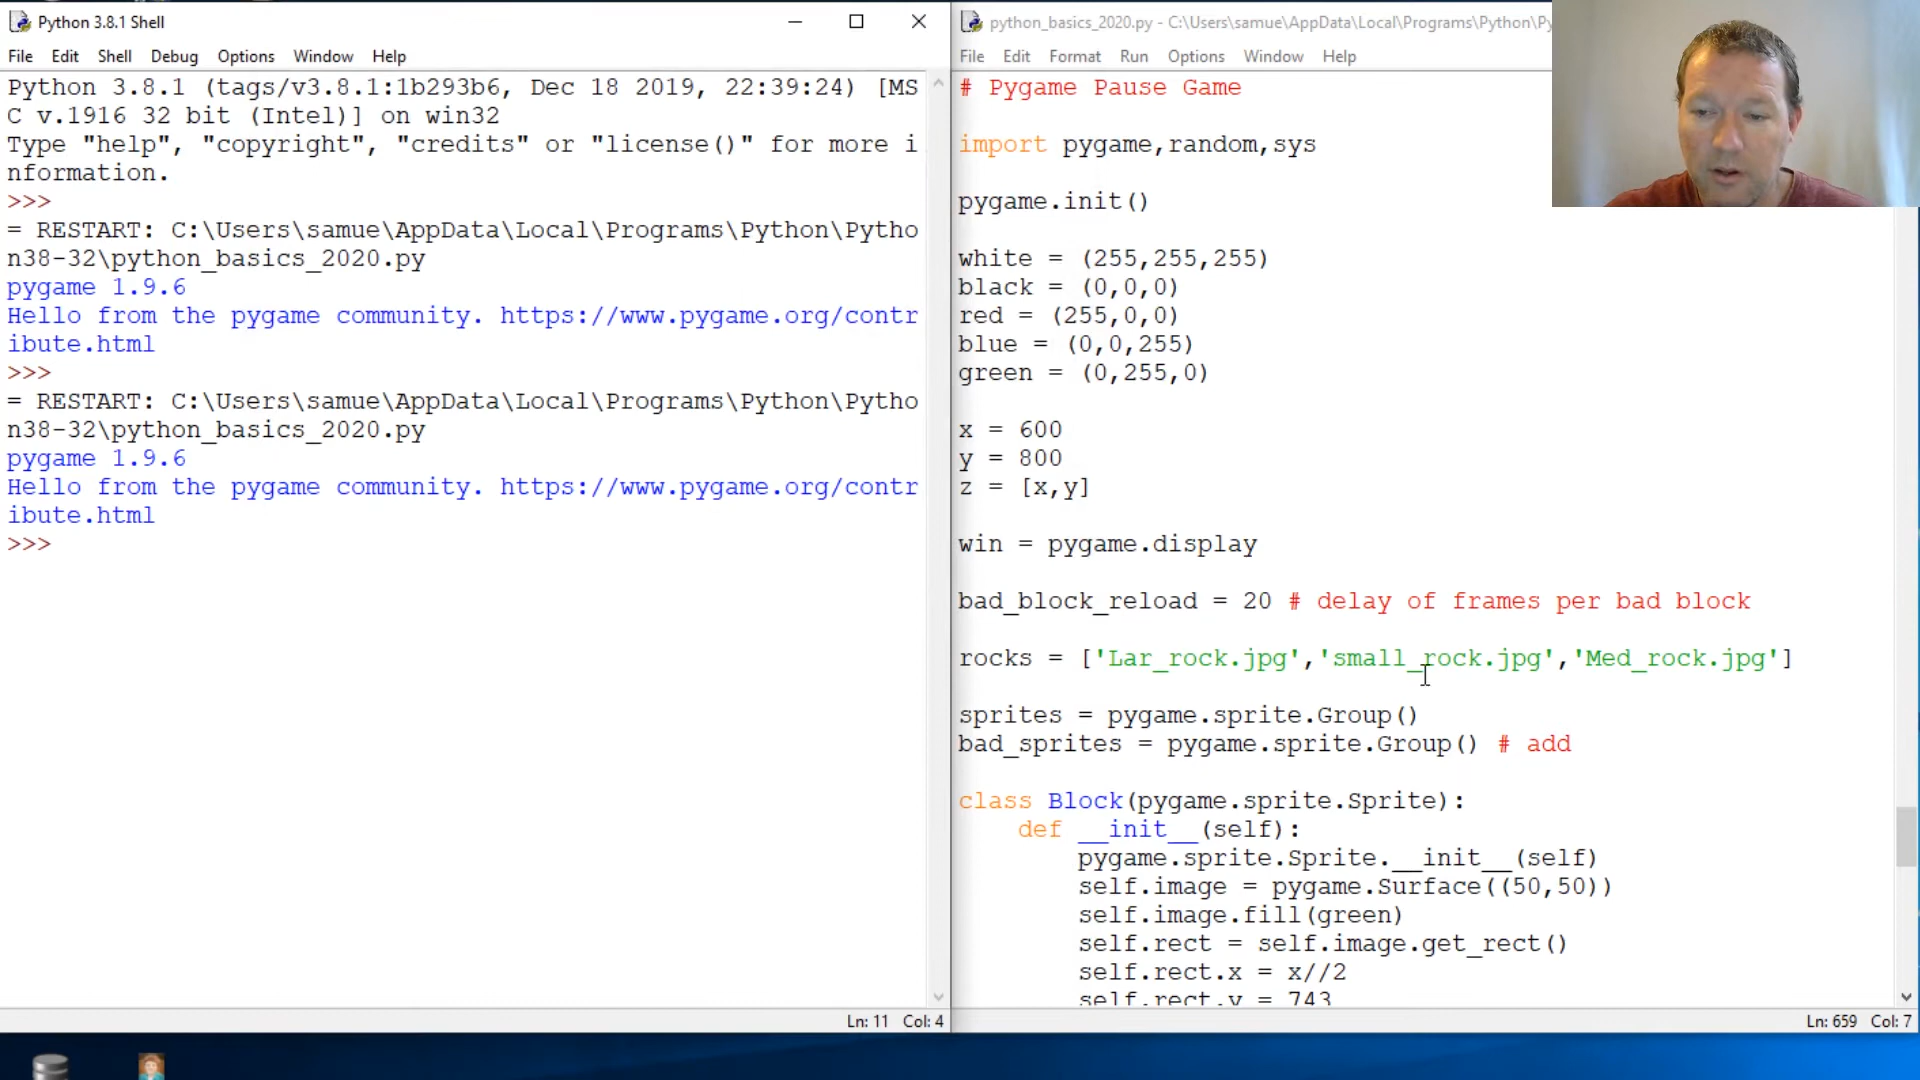 Python 3.8.1 Shell
File Edit Shell Debug Options Window Help
Python 3.8.1 (tags/v3.8.1:1b293b6, Dec 18 2019, 22:39:24) [MS
C v.1916 32 bit (Intel)] on win32
Type "help", "copyright", "credits" or "license()" for more i
nformation.
>>>
= RESTART: C:\Users\samue\AppData\Local\Programs\Python\Pytho
n38-32\python_basics_2020.py
pygame 1.9.6
Hello from the pygame community. https://www.pygame.org/contr
ibute.html
>>>
= RESTART: C:\Users\samue\AppData\Local\Programs\Python\Pytho
n38-32\python_basics_2020.py
pygame 1.9.6
Hello from the pygame community. https://www.pygame.org/contr
ibute.html
>>>
Ln: 11 Col: 4
python_basics_2020.py - C:\Users\samue\AppData\Local\Programs\Python\Py
File Edit Format Run Options Window Help
# Pygame Pause Game
import pygame,random,sys
pygame.init()
white = (255,255,255)
black = (0,0,0)
red = (255,0,0)
blue = (0,0,255)
green = (0,255,0)
x = 600
y = 800
z = [x,y]
win = pygame.display
bad_block_reload = 20 # delay of frames per bad block
rocks = ['Lar_rock.jpg','small_rock.jpg','Med_rock.jpg']
sprites = pygame.sprite.Group()
bad_sprites = pygame.sprite.Group() # add
class Block(pygame.sprite.Sprite):
def __init__(self):
pygame.sprite.Sprite.__init__(self)
self.image = pygame.Surface((50,50))
self.image.fill(green)
self.rect = self.image.get_rect()
self.rect.x = x//2
self.rect.y = 743
Ln: 659 Col: 7